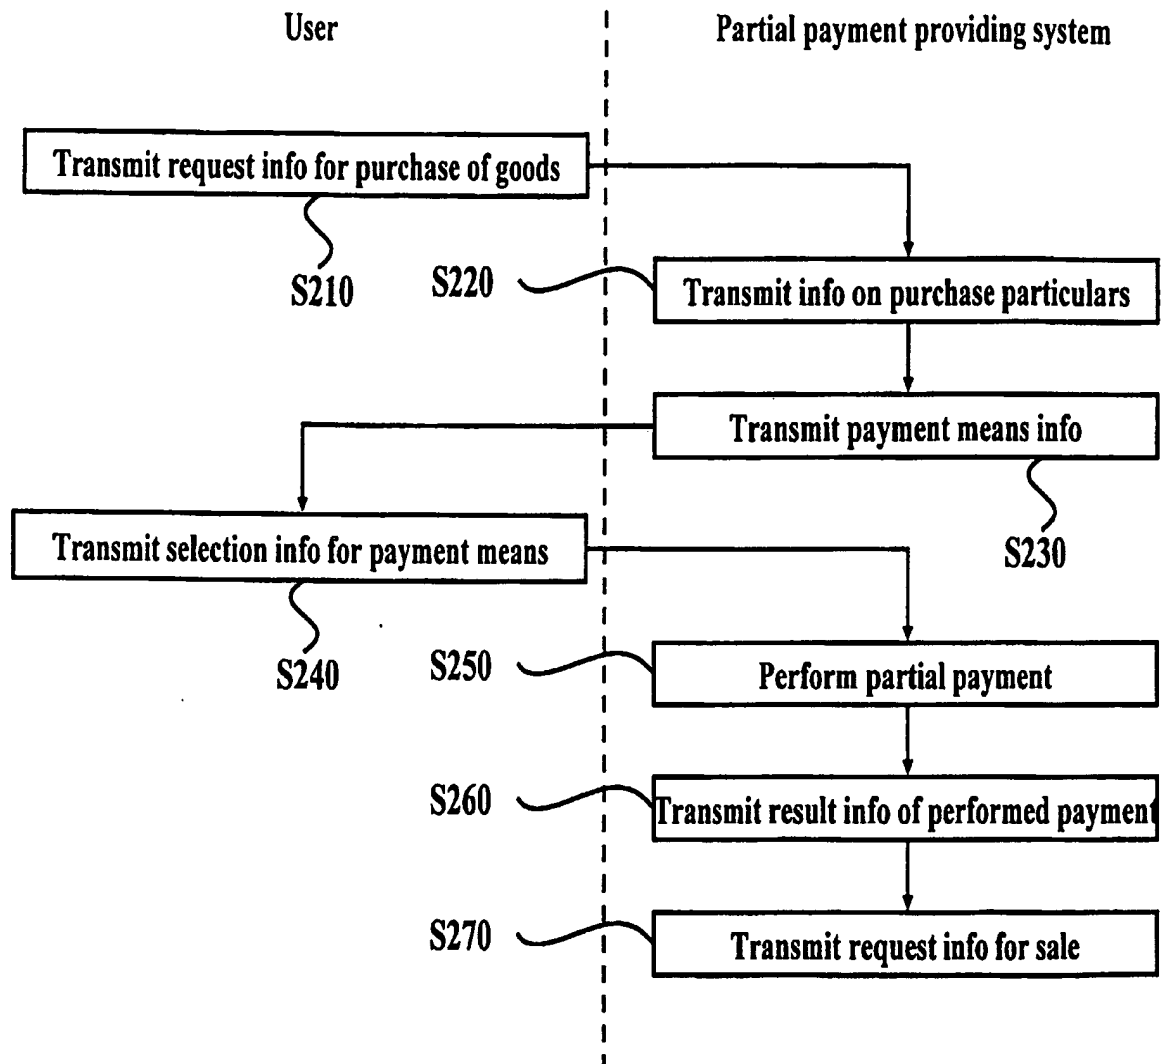 User
Partial payment providing system
Transmit request info for purchase of goods
S210
S220
Transmit info on purchase particulars
Transmit payment means info
S230
Transmit selection info for payment means
S240
S250
Perform partial payment
S260
Transmit result info of performed payment
S270
Transmit request info for sale